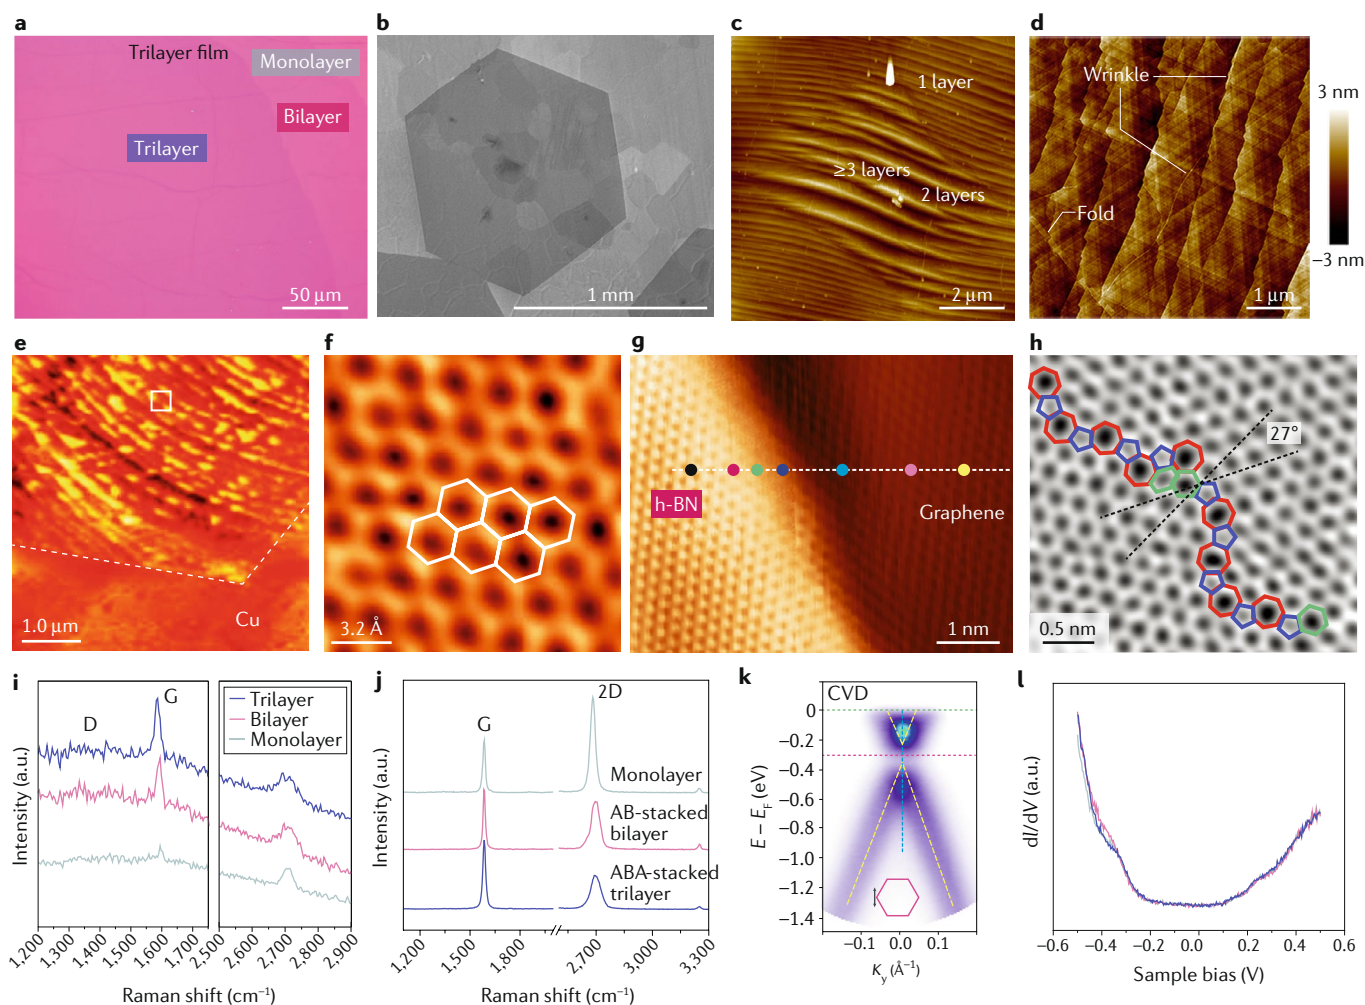 a
Trilayer film
Monolayer
Bilayer
Trilayer
50 µm
b
1 mm
c
1 layer
≥3 layers
2 layers
2 µm
d
Wrinkle
Fold
1 µm
3 nm
–3 nm
e
Cu
1.0 µm
f
3.2 Å
g
h-BN
Graphene
1 nm
h
27°
0.5 nm
i
D
G
Trilayer
Bilayer
Monolayer
Intensity (a.u.)
1,200
1,300
1,400
1,500
1,600
1,700
2,500
2,600
2,700
2,800
2,900
Raman shift (cm⁻¹)
j
G
2D
Monolayer
AB-stacked
bilayer
ABA-stacked
trilayer
Intensity (a.u.)
1,200
1,500
1,800
2,700
3,000
3,300
Raman shift (cm⁻¹)
k
CVD
E – E_F (eV)
0
–0.2
–0.4
–0.6
–0.8
–1.0
–1.2
–1.4
–0.1
0.0
0.1
K_y (Å⁻¹)
l
dI/dV (a.u.)
–0.6
–0.4
–0.2
0.0
0.2
0.4
0.6
Sample bias (V)